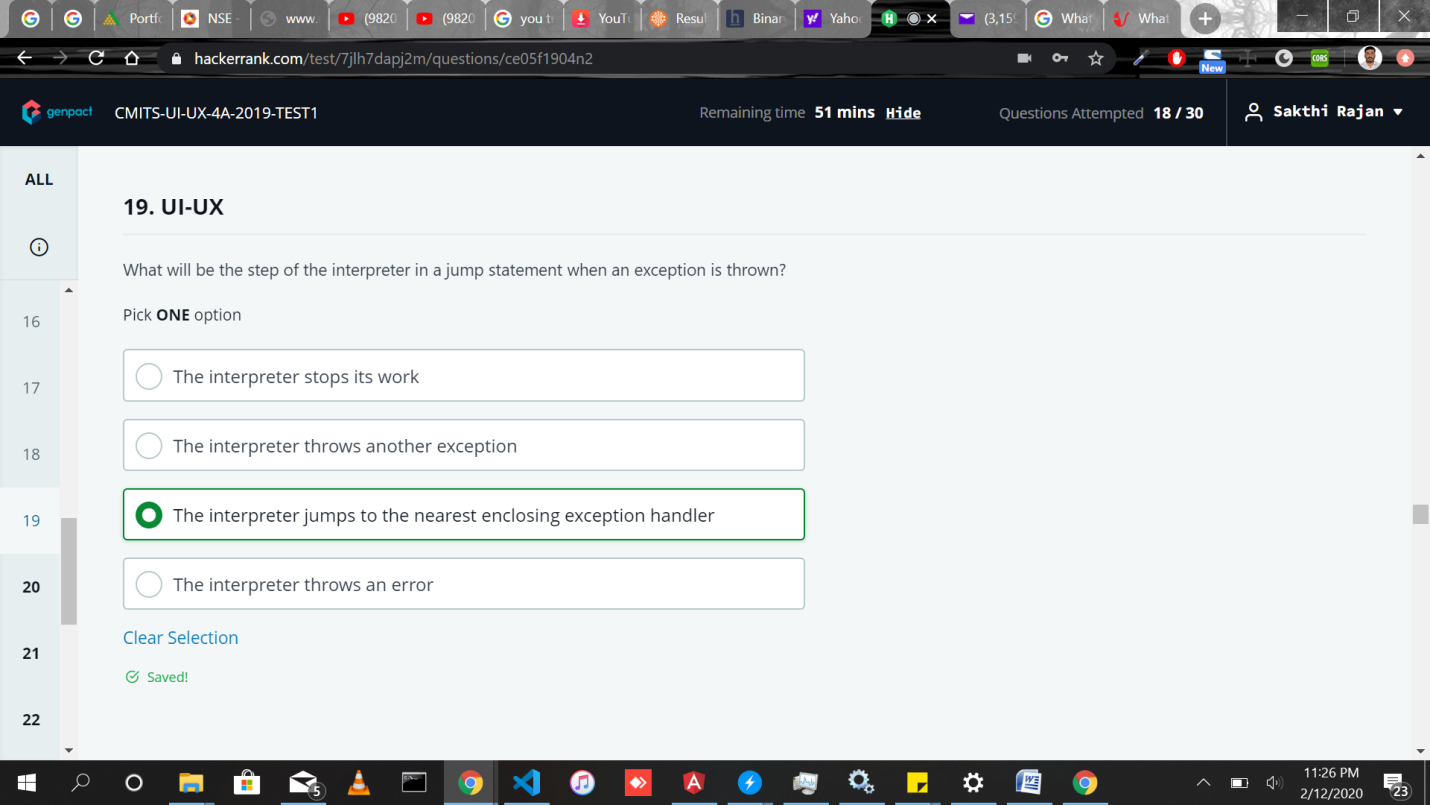 Portfo
NSE -
www.
(9820
(9820
you t
YouTu
Resul
Binar
Yahoo
(3,159
What
What
hackerrank.com/test/7jlh7dapj2m/questions/ce05f1904n2
New
CORS
genpact
CMITS-UI-UX-4A-2019-TEST1
Remaining time 51 mins Hide
Questions Attempted 18 / 30
Sakthi Rajan
ALL
16
17
18
19
20
21
22
19. UI-UX
What will be the step of the interpreter in a jump statement when an exception is thrown?
Pick ONE option
The interpreter stops its work
The interpreter throws another exception
The interpreter jumps to the nearest enclosing exception handler
The interpreter throws an error
Clear Selection
Saved!
5
11:26 PM
2/12/2020
23